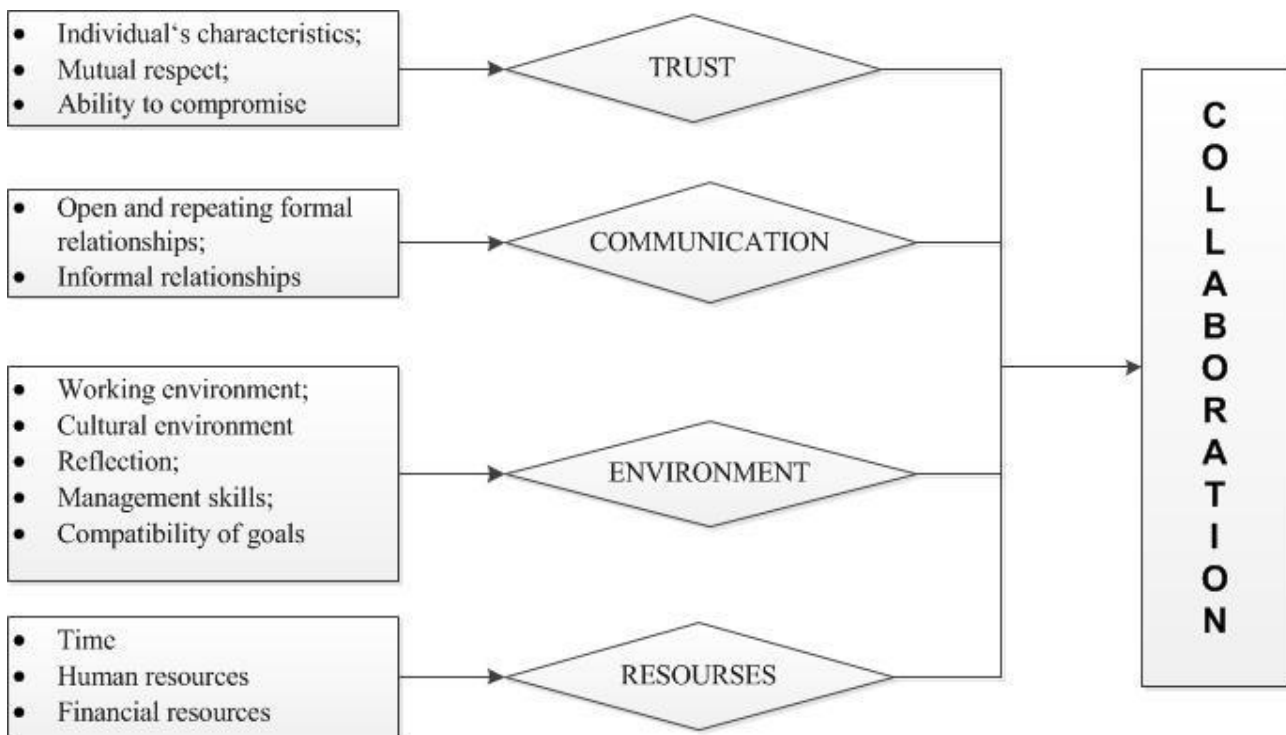 • Individual‘s characteristics;
• Mutual respect;
• Ability to compromise
TRUST
• Open and repeating formal
relationships;
• Informal relationships
COMMUNICATION
• Working environment;
• Cultural environment
• Reflection;
• Management skills;
• Compatibility of goals
ENVIRONMENT
• Time
• Human resources
• Financial resources
RESOURSES
COLLABORATION